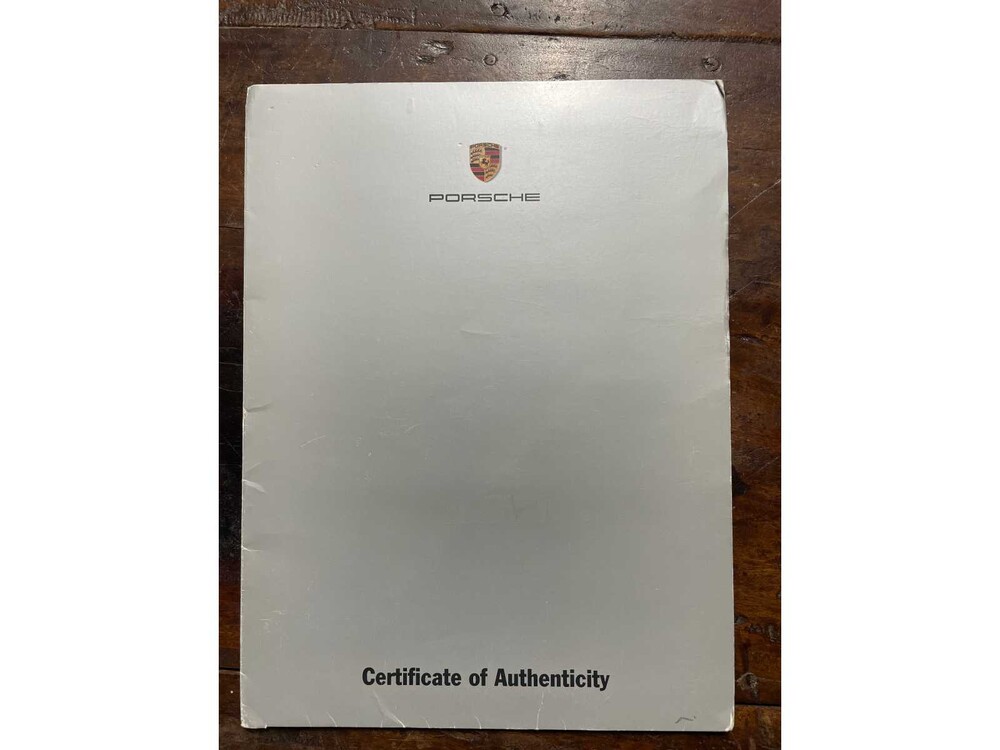 PORSCHE
Certificate of Authenticity